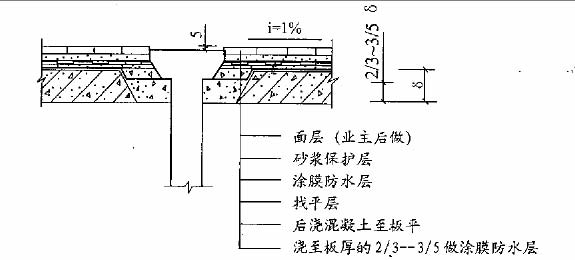 5
i=1%
2/3~3/5 δ
δ
面层 (业主后做)
砂浆保护层
涂膜防水层
找平层
后浇混凝土至板平
浇至板厚的2/3--3/5做涂膜防水层